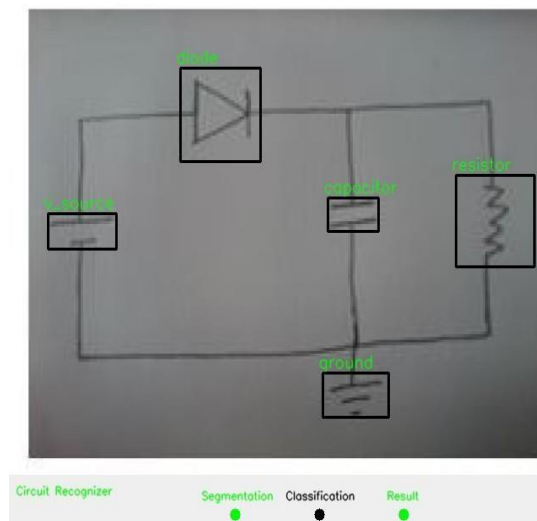 diode
resistor
v_source
capacitor
ground
Circuit Recognizer
Segmentation Classification Result